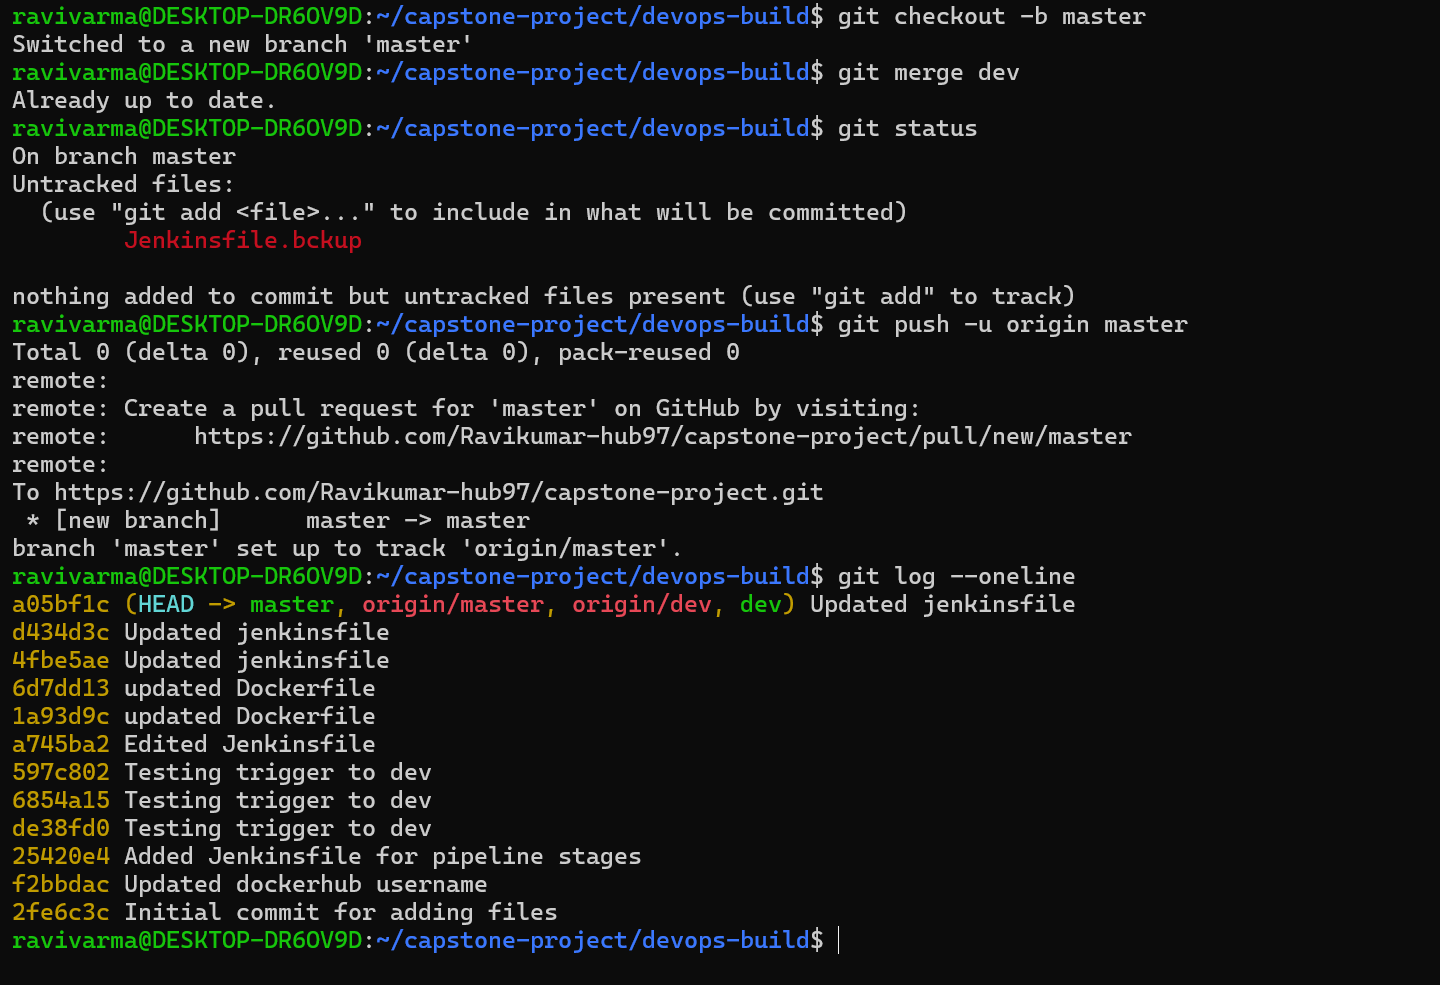 ravivarma@DESKTOP-DR6OV9D:~/capstone-project/devops-build$ git checkout -b master
Switched to a new branch 'master'
ravivarma@DESKTOP-DR6OV9D:~/capstone-project/devops-build$ git merge dev
Already up to date.
ravivarma@DESKTOP-DR6OV9D:~/capstone-project/devops-build$ git status
On branch master
Untracked files:
  (use "git add <file>..." to include in what will be committed)
        Jenkinsfile.bckup

nothing added to commit but untracked files present (use "git add" to track)
ravivarma@DESKTOP-DR6OV9D:~/capstone-project/devops-build$ git push -u origin master
Total 0 (delta 0), reused 0 (delta 0), pack-reused 0
remote:
remote: Create a pull request for 'master' on GitHub by visiting:
remote:      https://github.com/Ravikumar-hub97/capstone-project/pull/new/master
remote:
To https://github.com/Ravikumar-hub97/capstone-project.git
 * [new branch]      master -> master
branch 'master' set up to track 'origin/master'.
ravivarma@DESKTOP-DR6OV9D:~/capstone-project/devops-build$ git log --oneline
a05bf1c (HEAD -> master, origin/master, origin/dev, dev) Updated jenkinsfile
d434d3c Updated jenkinsfile
4fbe5ae Updated jenkinsfile
6d7dd13 updated Dockerfile
1a93d9c updated Dockerfile
a745ba2 Edited Jenkinsfile
597c802 Testing trigger to dev
6854a15 Testing trigger to dev
de38fd0 Testing trigger to dev
25420e4 Added Jenkinsfile for pipeline stages
f2bbdac Updated dockerhub username
2fe6c3c Initial commit for adding files
ravivarma@DESKTOP-DR6OV9D:~/capstone-project/devops-build$